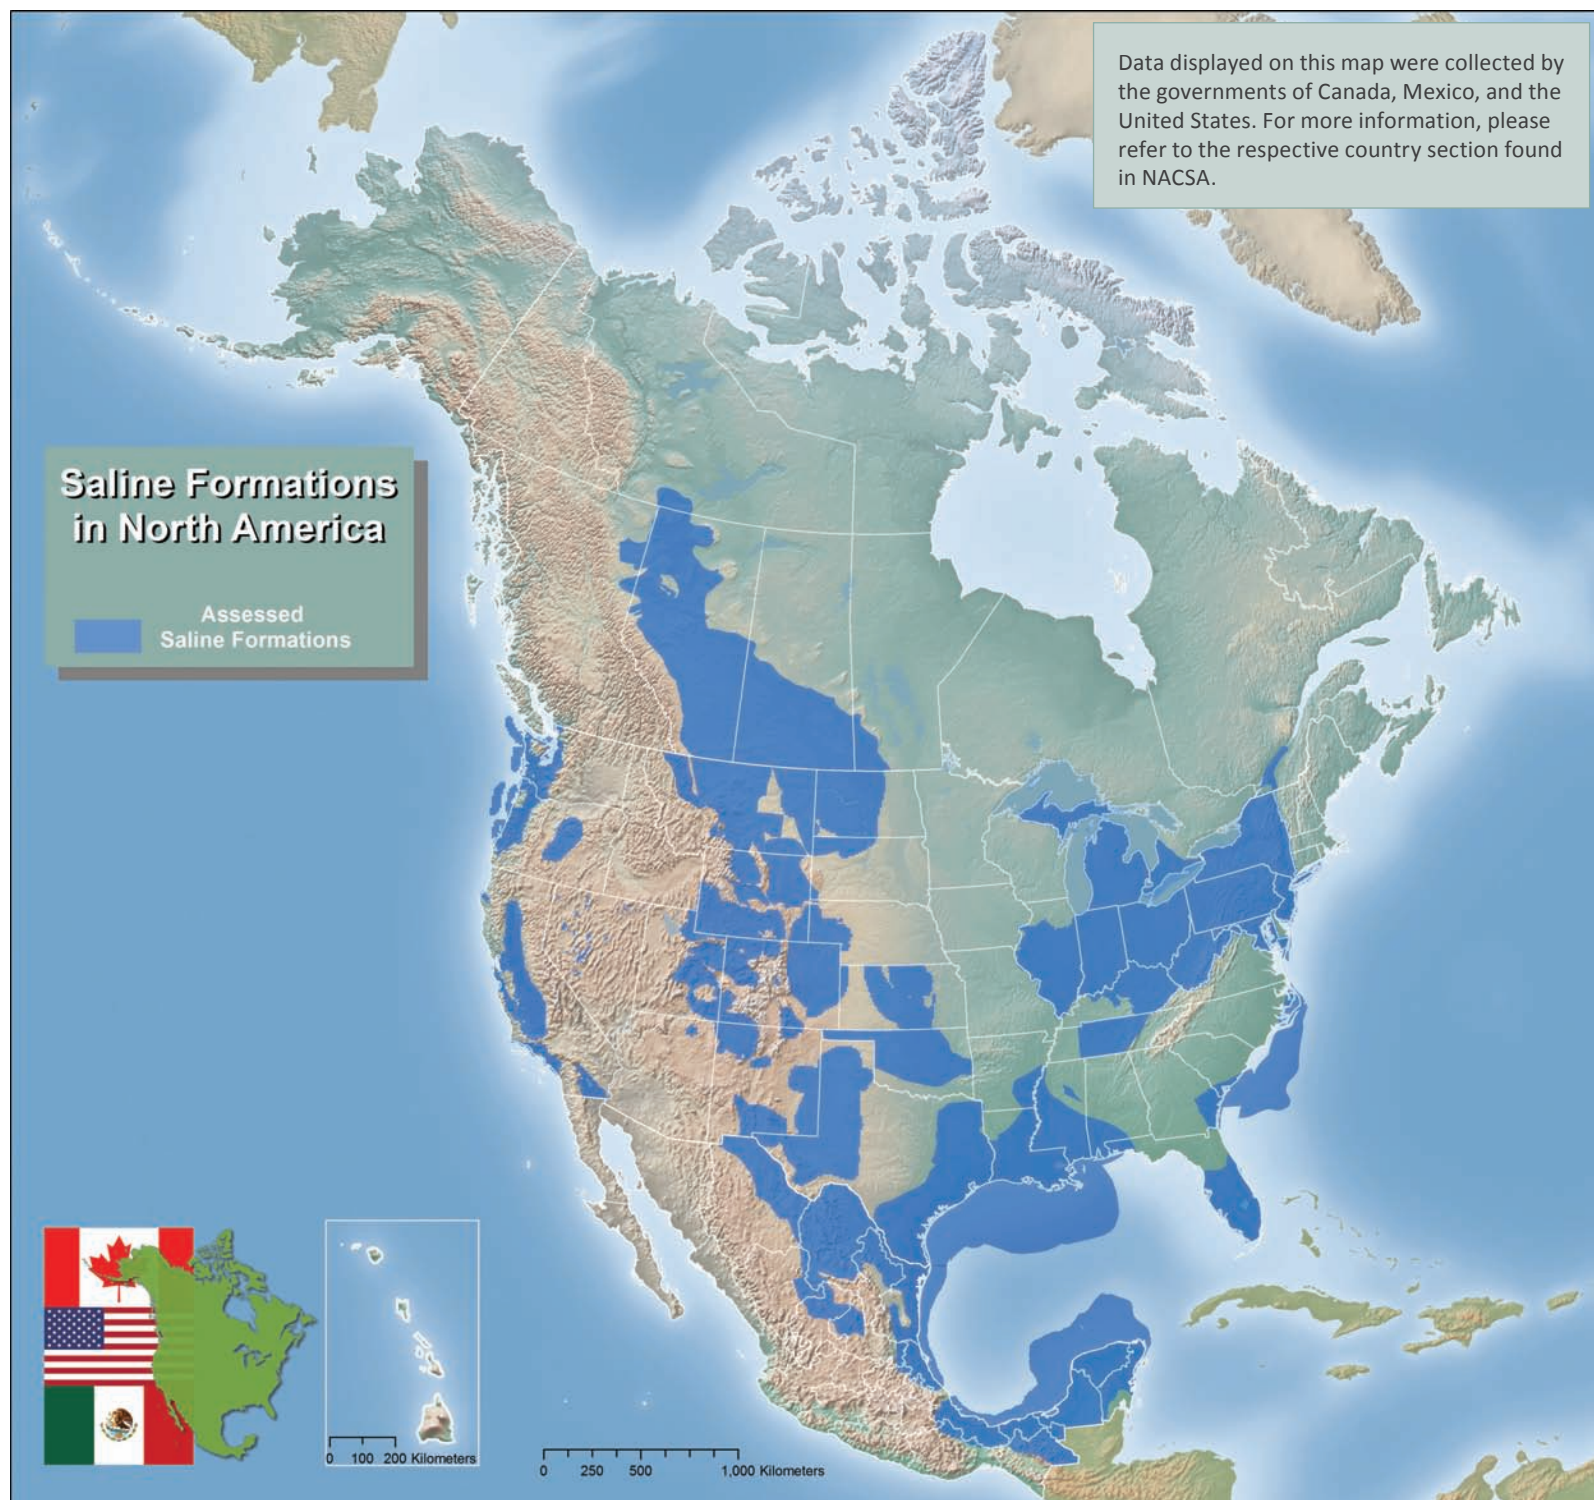 Data displayed on this map were collected by
the governments of Canada, Mexico, and the
United States. For more information, please
refer to the respective country section found
in NACSA.
Saline Formations
in North America
Assessed
Saline Formations
0 100 200 Kilometers
0 250 500 1,000 Kilometers